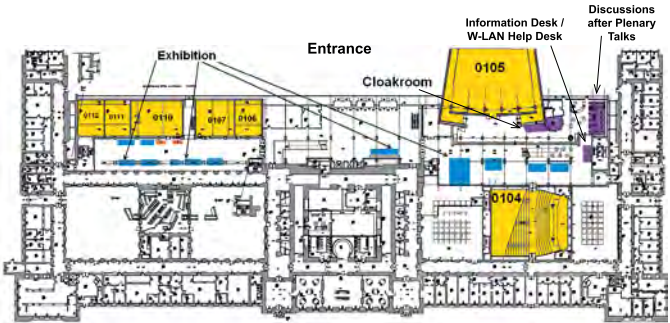 Discussions
after Plenary
Talks
Information Desk /
W-LAN Help Desk
Entrance
Exhibition
Cloakroom
0105
0112
0111
0110
0107
0106
0104